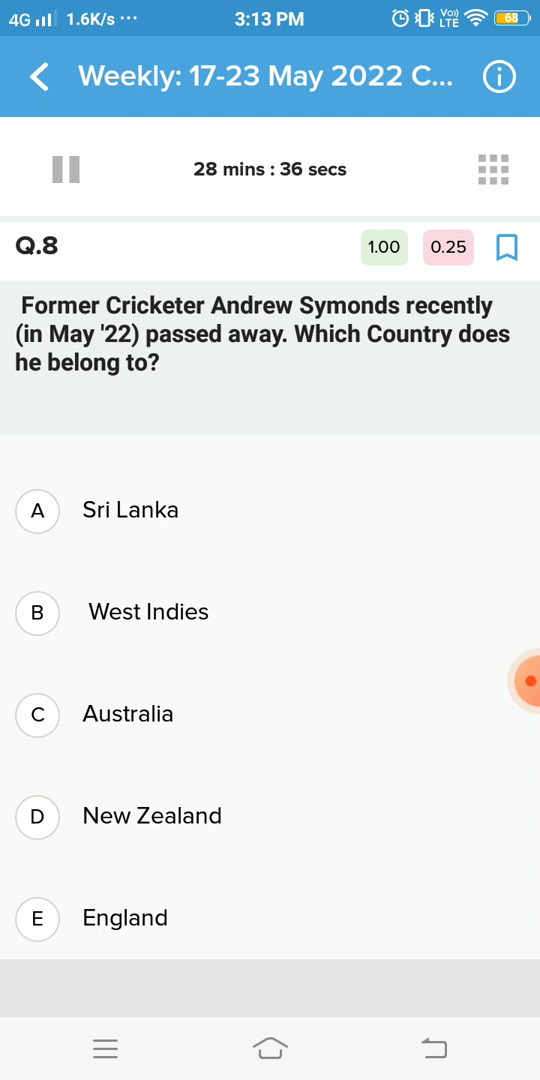 4G 1.6K/s ··· 3:13 PM Vo)) LTE 68
Weekly: 17-23 May 2022 C...
28 mins : 36 secs
Q.8 1.00 0.25
Former Cricketer Andrew Symonds recently
(in May '22) passed away. Which Country does
he belong to?
A Sri Lanka
B West Indies
C Australia
D New Zealand
E England